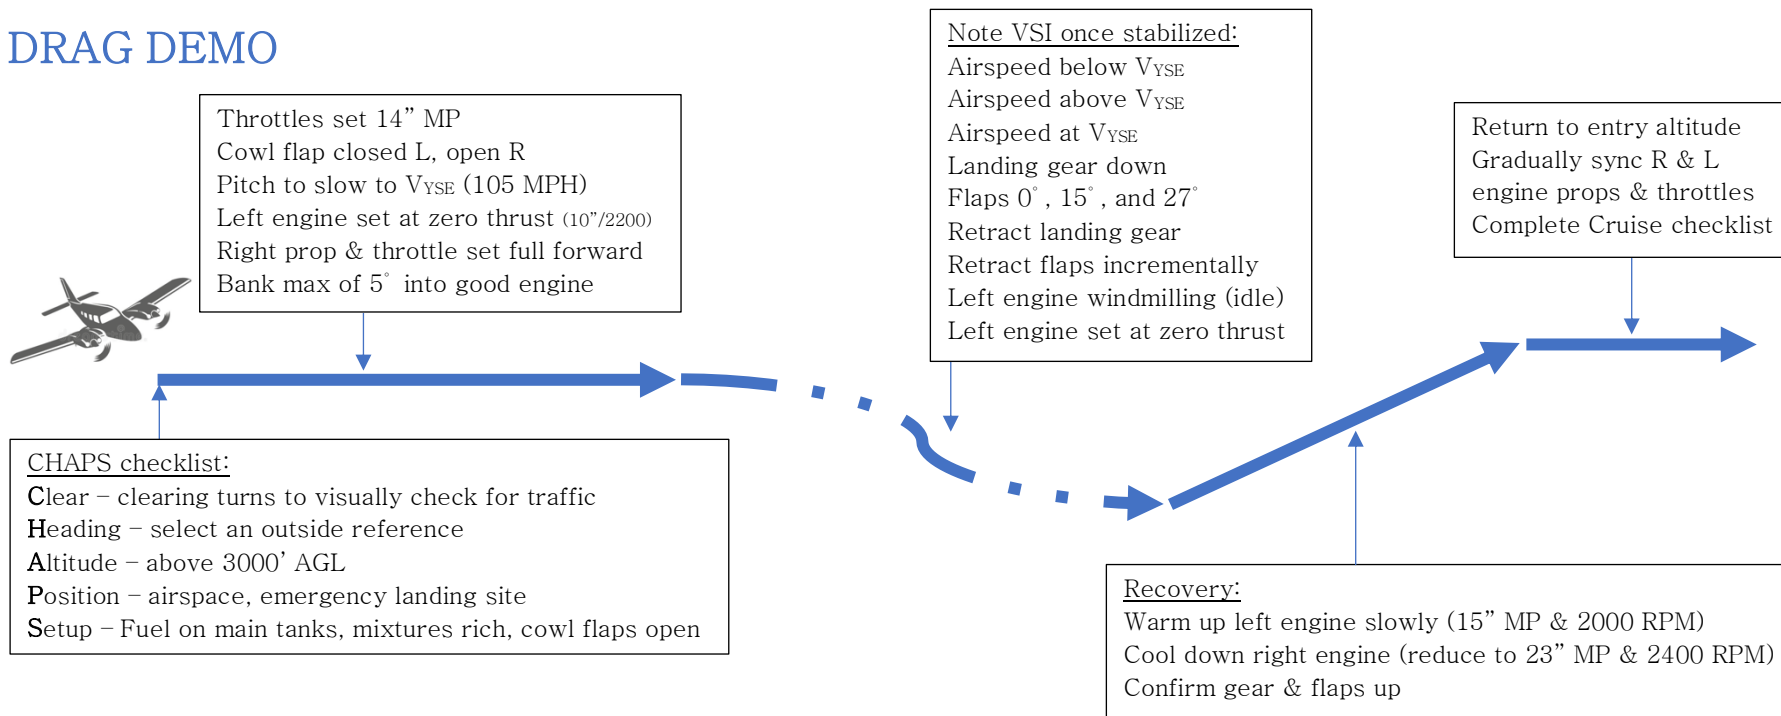 DRAG DEMO
Throttles set 14” MP
Cowl flap closed L, open R
Pitch to slow to VYSE (105 MPH)
Left engine set at zero thrust (10”/2200)
Right prop & throttle set full forward
Bank max of 5° into good engine
CHAPS checklist:
Clear – clearing turns to visually check for traffic
Heading – select an outside reference
Altitude – above 3000’ AGL
Position – airspace, emergency landing site
Setup – Fuel on main tanks, mixtures rich, cowl flaps open
Note VSI once stabilized:
Airspeed below VYSE
Airspeed above VYSE
Airspeed at VYSE
Landing gear down
Flaps 0°, 15°, and 27°
Retract landing gear
Retract flaps incrementally
Left engine windmilling (idle)
Left engine set at zero thrust
Recovery:
Warm up left engine slowly (15” MP & 2000 RPM)
Cool down right engine (reduce to 23” MP & 2400 RPM)
Confirm gear & flaps up
Return to entry altitude
Gradually sync R & L
engine props & throttles
Complete Cruise checklist